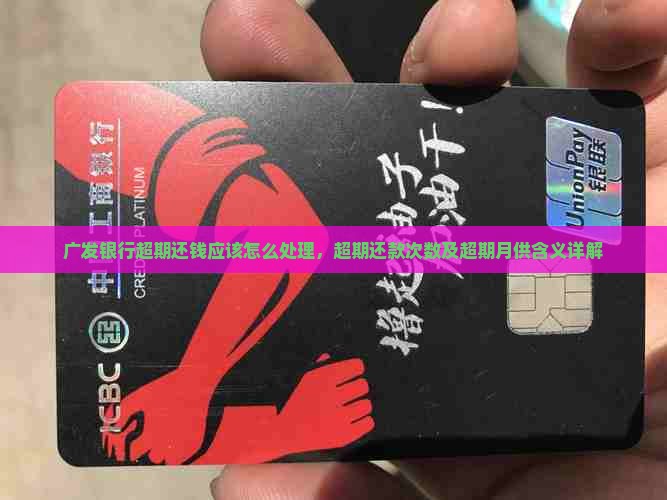 广发银行超期还钱应该怎么处理，超期还款次数及超期月供含义详解
ICBC
中
工商银行
CREDIT
PLATINUM
撸起袖子
加油干！
UnionPay
银联